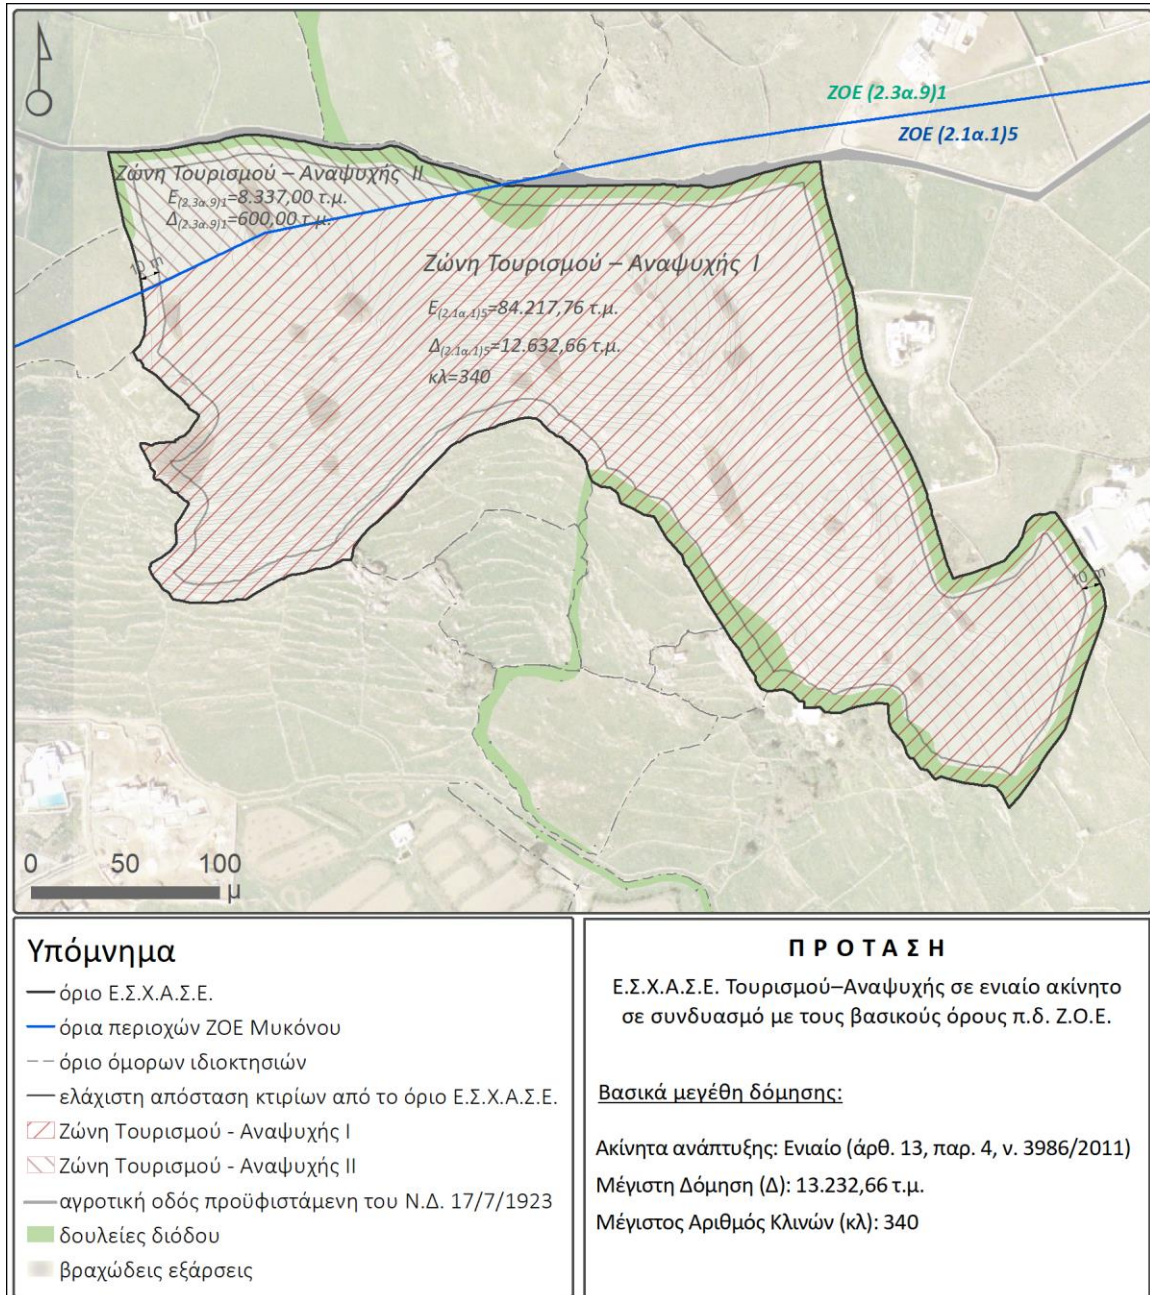 ZOE (2.3α.9)1
ZOE (2.1α.1)5
Ζώνη Τουρισμού – Αναψυχής II
E(2.3α.9)1=8.337,00 τ.μ.
Δ(2.3α.9)1=600,00 τ.μ.
10 m
Ζώνη Τουρισμού – Αναψυχής I
E(2.1α.1)5=84.217,76 τ.μ.
Δ(2.1α.1)5=12.632,66 τ.μ.
κλ=340
10 m
0 50 100
μ
Υπόμνημα
όριο Ε.Σ.Χ.Α.Σ.Ε.
όρια περιοχών ΖΟΕ Μυκόνου
όριο όμορων ιδιοκτησιών
ελάχιστη απόσταση κτιρίων από το όριο Ε.Σ.Χ.Α.Σ.Ε.
Ζώνη Τουρισμού - Αναψυχής I
Ζώνη Τουρισμού - Αναψυχής II
αγροτική οδός προϋφιστάμενη του Ν.Δ. 17/7/1923
δουλείες διόδου
βραχώδεις εξάρσεις
Π Ρ Ο Τ Α Σ Η
Ε.Σ.Χ.Α.Σ.Ε. Τουρισμού–Αναψυχής σε ενιαίο ακίνητο
σε συνδυασμό με τους βασικούς όρους π.δ. Ζ.Ο.Ε.
Βασικά μεγέθη δόμησης:
Ακίνητα ανάπτυξης: Ενιαίο (άρθ. 13, παρ. 4, ν. 3986/2011)
Μέγιστη Δόμηση (Δ): 13.232,66 τ.μ.
Μέγιστος Αριθμός Κλινών (κλ): 340